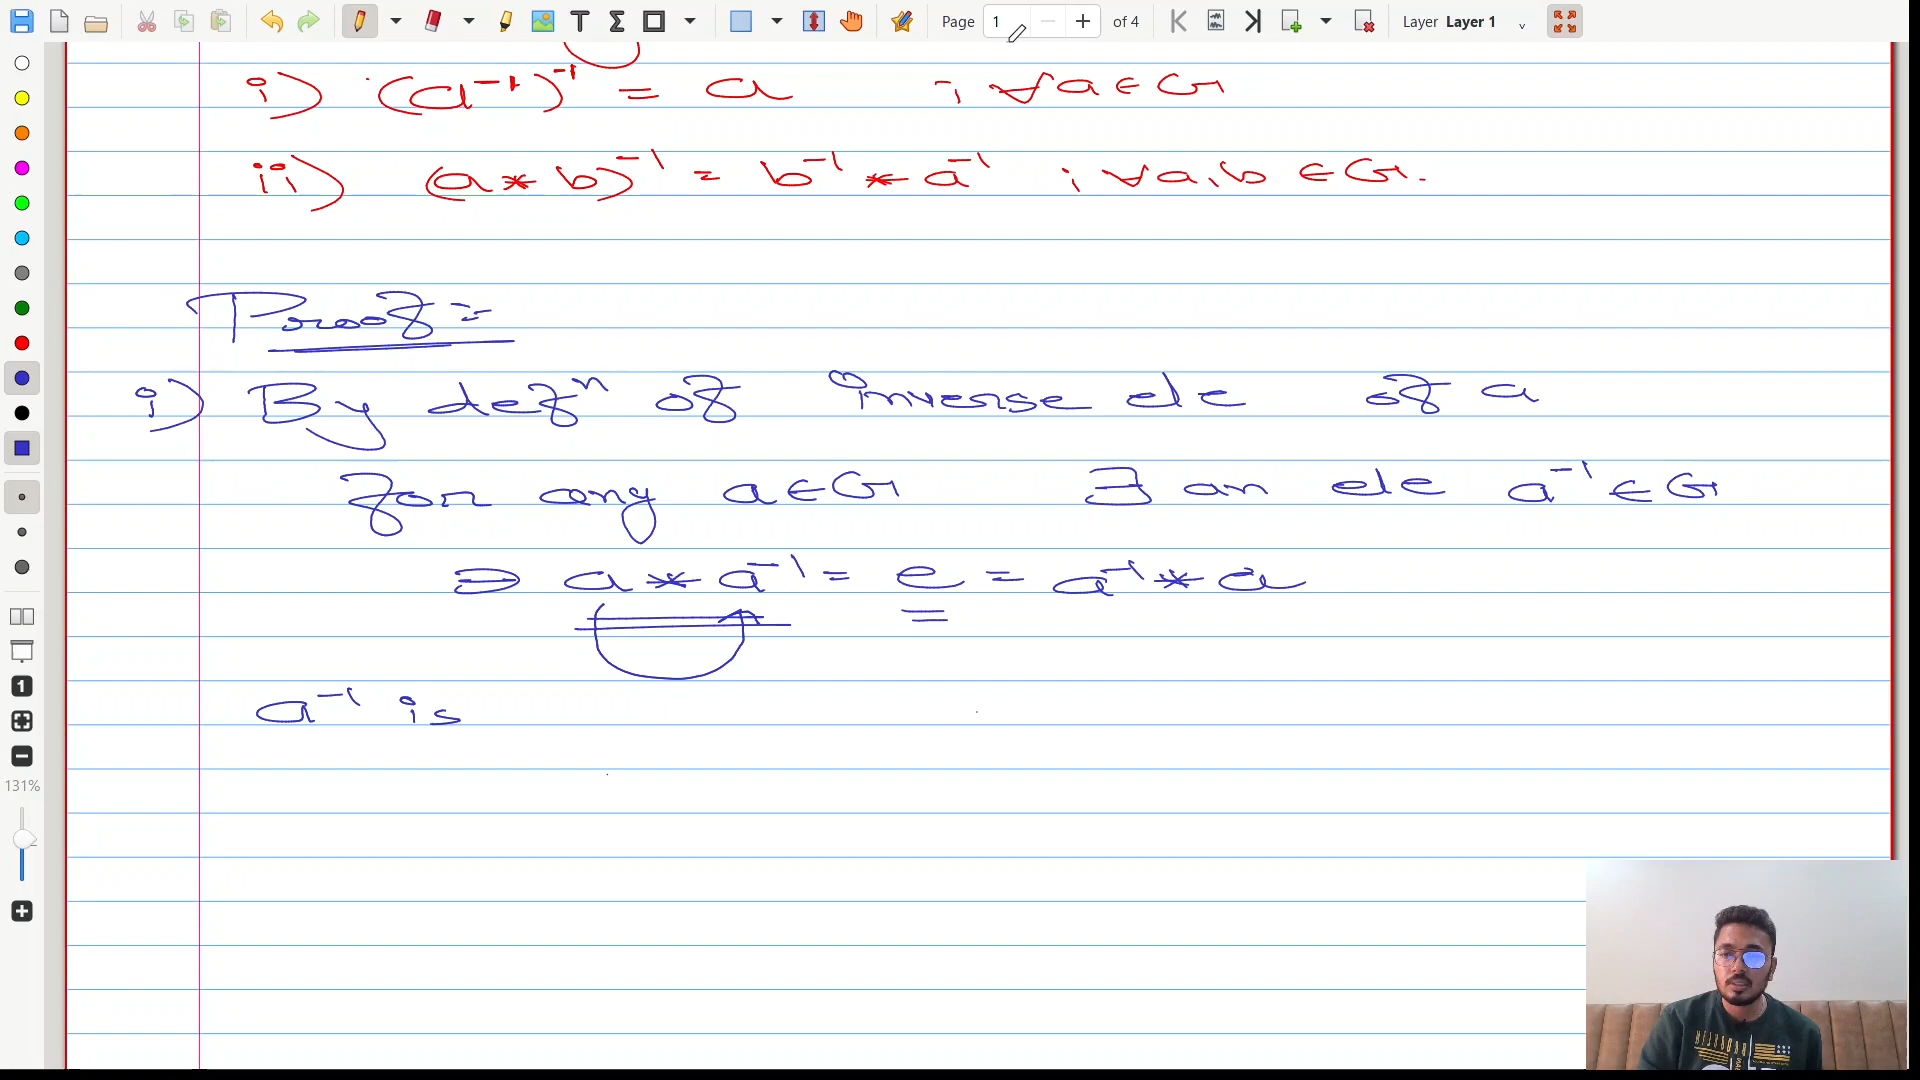 Page 1 of 4 Layer Layer 1
i) (a⁻¹)⁻¹ = a ; ∀ a ∈ G
ii) (a * b)⁻¹ = b⁻¹ * a⁻¹ ; ∀ a, b ∈ G.
Proof :-
i) By defⁿ of inverse ele of a
for any a ∈ G ∃ an ele a⁻¹ ∈ G
∋ a * a⁻¹ = e = a⁻¹ * a
a⁻¹ is
131%